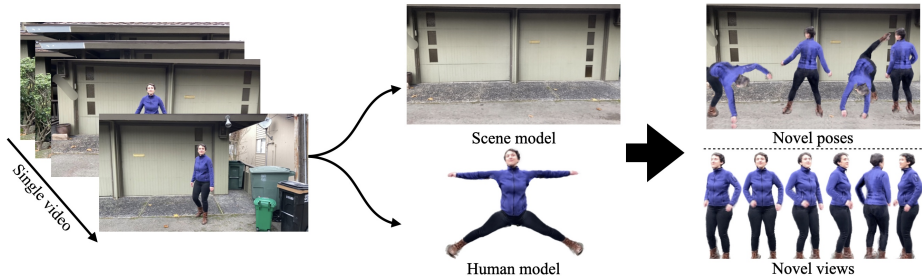 Single video
Scene model
Human model
Novel poses
Novel views